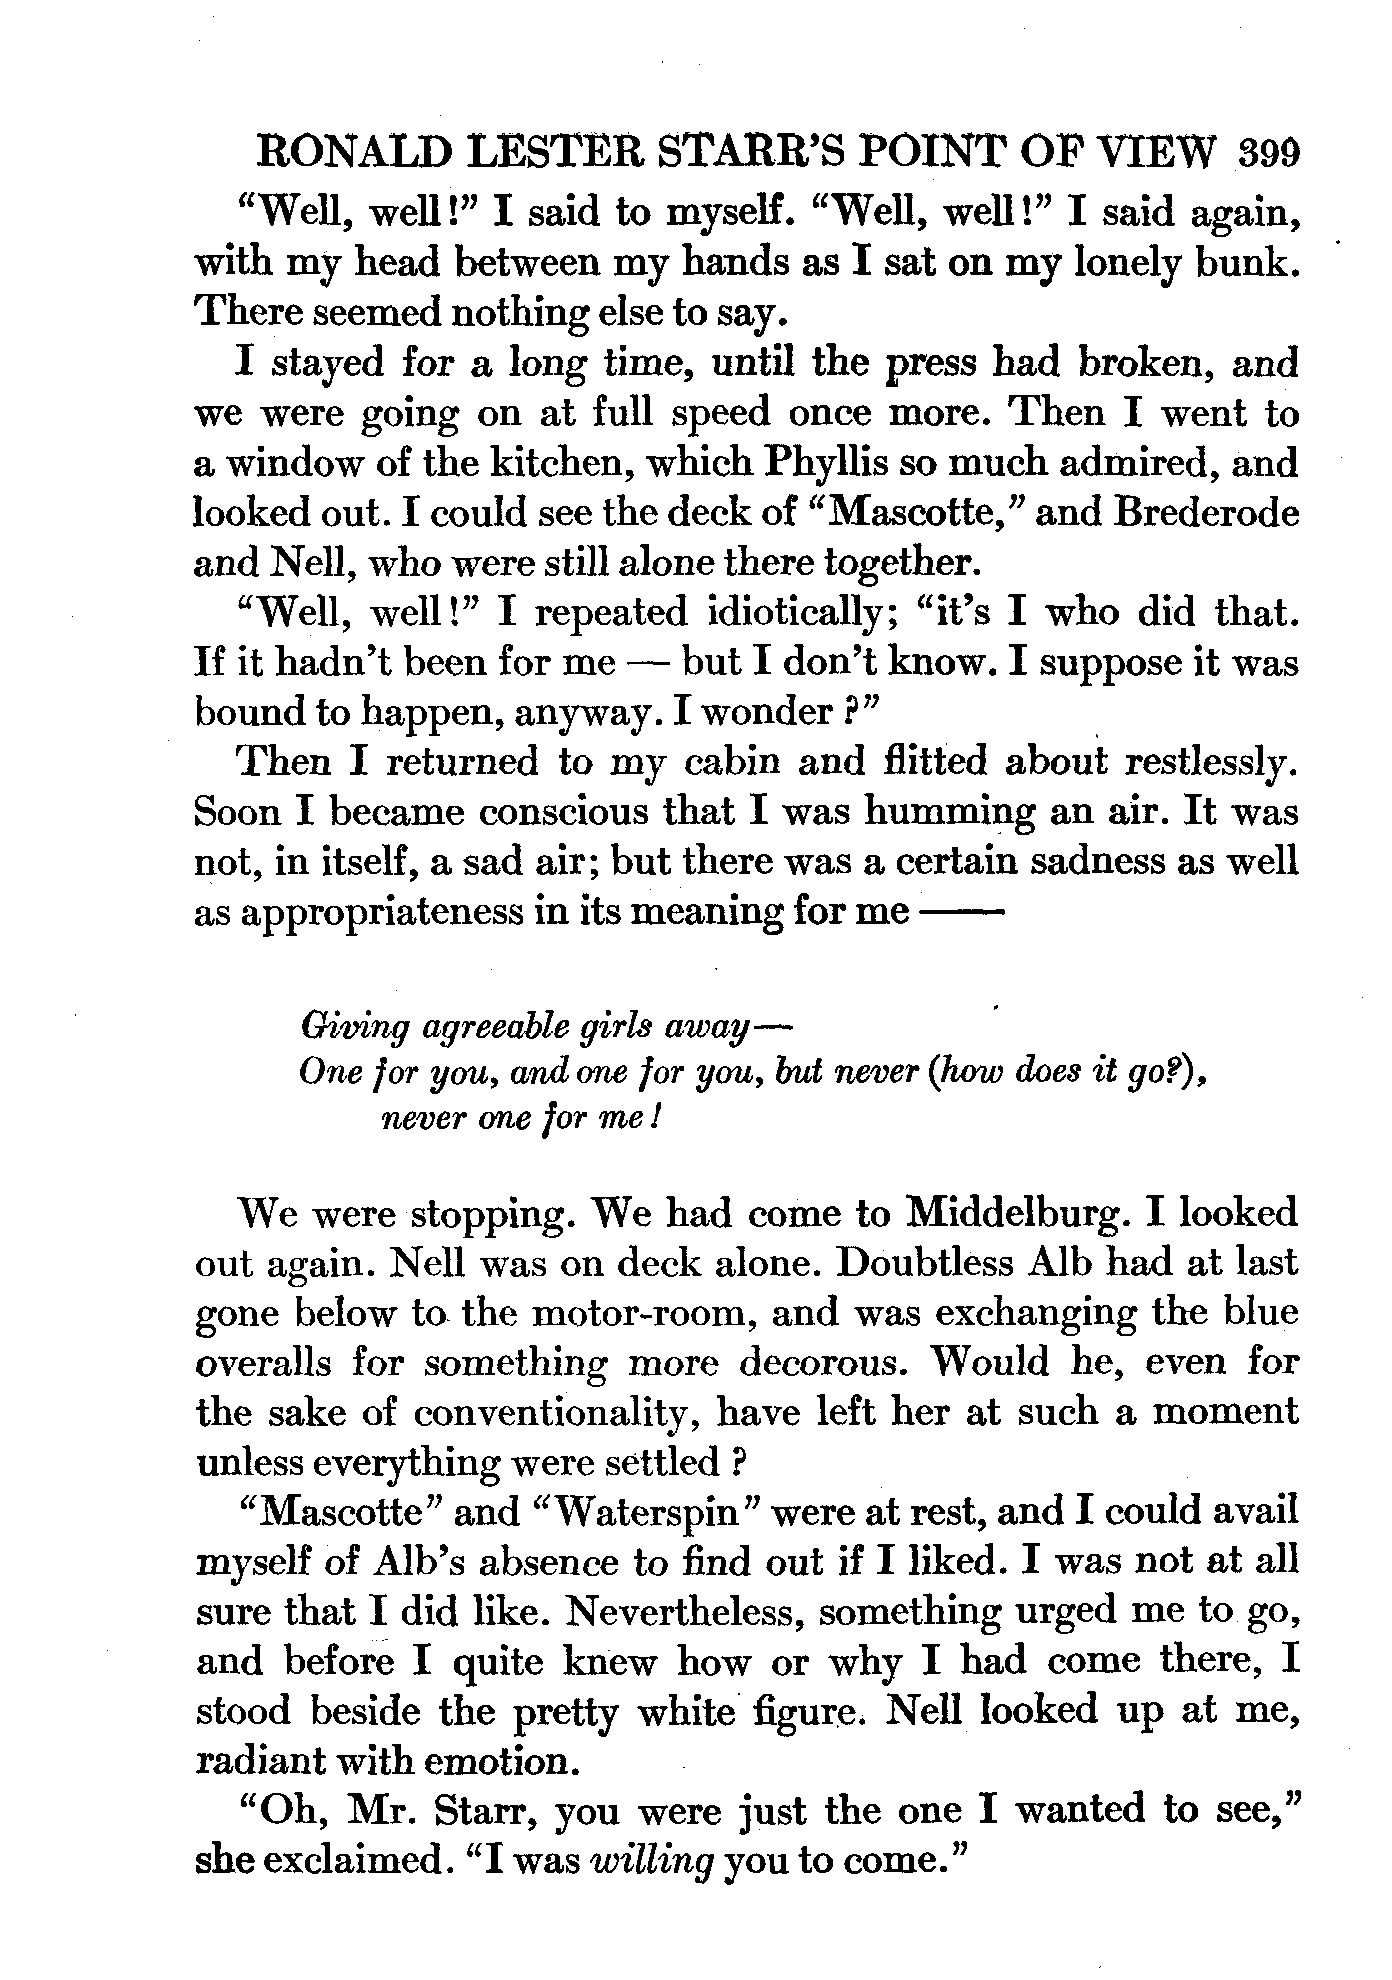 RONALD LESTER STARR'S POINT OF VIEW 399
"Well, well!" I said to myself. "Well, well!" I said again,
with my head between my hands as I sat on my lonely bunk.
There seemed nothing else to say.
I stayed for a long time, until the press had broken, and
we were going on at full speed once more. Then I went to
a window of the kitchen, which Phyllis so much admired, and
looked out. I could see the deck of "Mascotte," and Brederode
and Nell, who were still alone there together.
"Well, well!" I repeated idiotically; "it's I who did that.
If it hadn't been for me — but I don't know. I suppose it was
bound to happen, anyway. I wonder?"
Then I returned to my cabin and flitted about restlessly.
Soon I became conscious that I was humming an air. It was
not, in itself, a sad air; but there was a certain sadness as well
as appropriateness in its meaning for me ——
Giving agreeable girls away—
One for you, and one for you, but never (how does it go?),
never one for me!
We were stopping. We had come to Middelburg. I looked
out again. Nell was on deck alone. Doubtless Alb had at last
gone below to the motor-room, and was exchanging the blue
overalls for something more decorous. Would he, even for
the sake of conventionality, have left her at such a moment
unless everything were settled?
"Mascotte" and "Waterspin" were at rest, and I could avail
myself of Alb's absence to find out if I liked. I was not at all
sure that I did like. Nevertheless, something urged me to go,
and before I quite knew how or why I had come there, I
stood beside the pretty white figure. Nell looked up at me,
radiant with emotion.
"Oh, Mr. Starr, you were just the one I wanted to see,"
she exclaimed. "I was willing you to come."